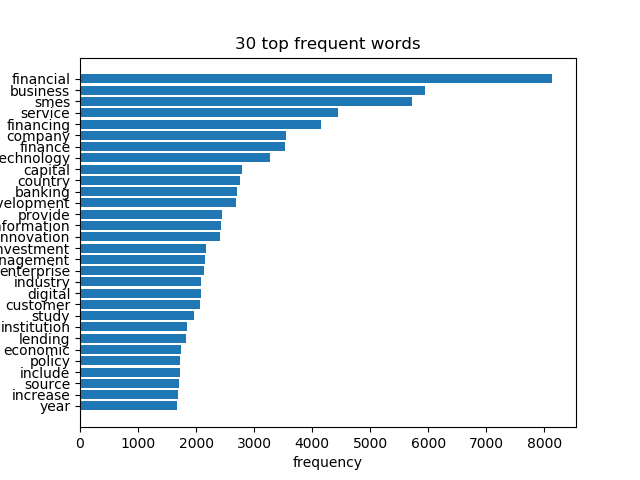 30 top frequent words
financial
business
smes
service
financing
company
finance
echnology
capital
country
banking
velopment
provide
nformation
nnovation
nvestment
nagement
enterprise
industry
digital
customer
study
institution
lending
economic
policy
include
source
increase
year
0 1000 2000 3000 4000 5000 6000 7000 8000
frequency